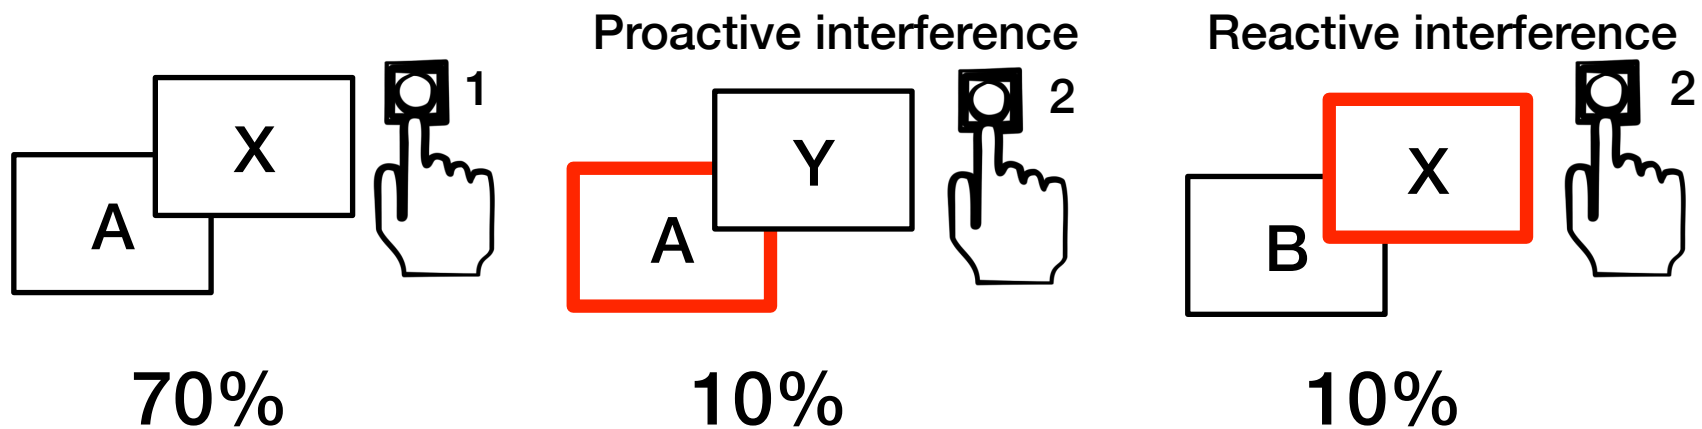 Proactive interference
Reactive interference
A
X
1
A
Y
2
B
X
2
70%
10%
10%